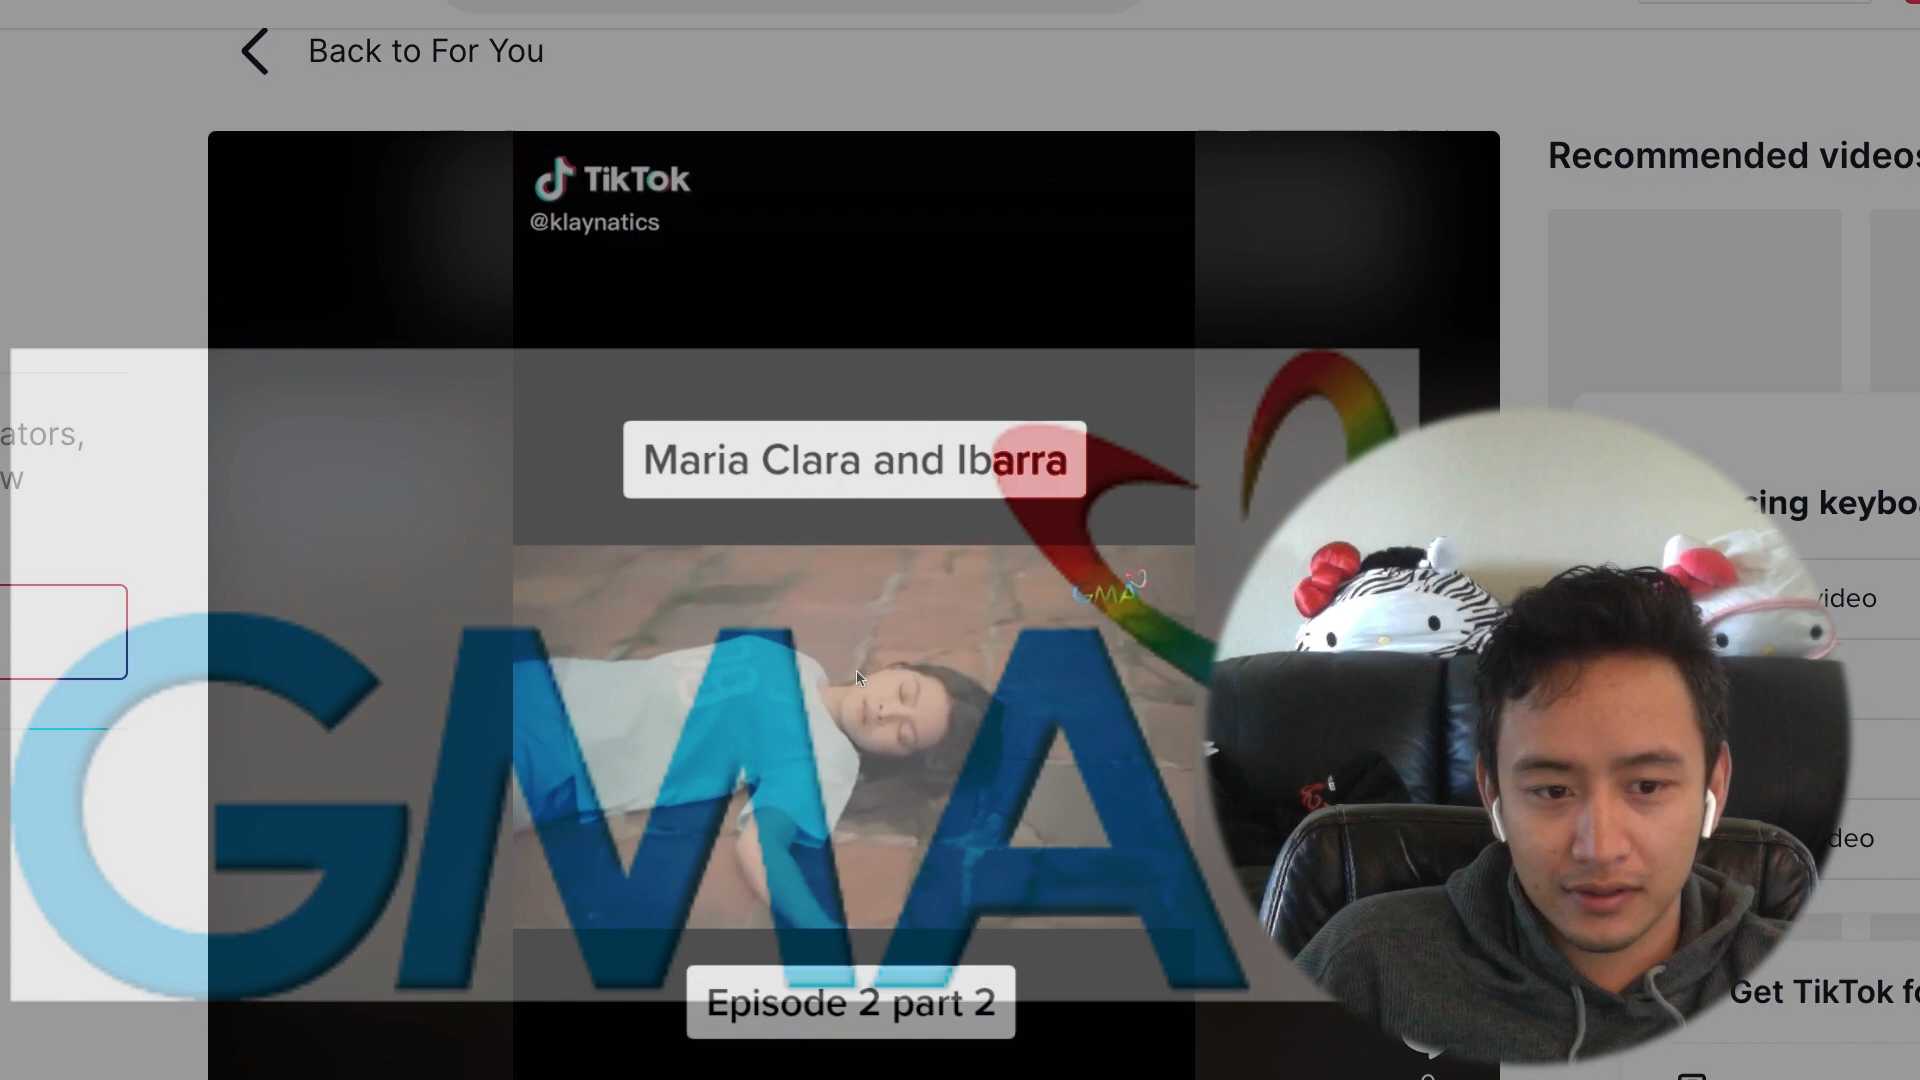 Back to For You
TikTok
@klaynatics
Recommended videos
Maria Clara and Ibarra
ators,
w
cing keyboa
GMA
video
GMA
deo
Episode 2 part 2
Get TikTok fo